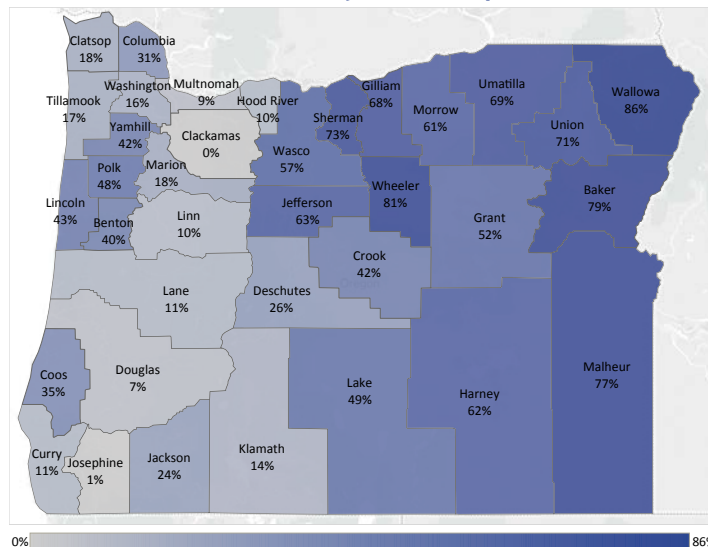 Clatsop
18%
Columbia
31%
Tillamook
17%
Washington
16%
Multnomah
9%
Hood River
10%
Yamhill
42%
Clackamas
0%
Polk
48%
Marion
18%
Lincoln
43%
Benton
40%
Linn
10%
Wasco
57%
Sherman
73%
Gilliam
68%
Morrow
61%
Umatilla
69%
Union
71%
Wallowa
86%
Jefferson
63%
Wheeler
81%
Grant
52%
Baker
79%
Crook
42%
Lane
11%
Deschutes
26%
Coos
35%
Douglas
7%
Lake
49%
Harney
62%
Malheur
77%
Curry
11%
Josephine
1%
Jackson
24%
Klamath
14%
0%
86%